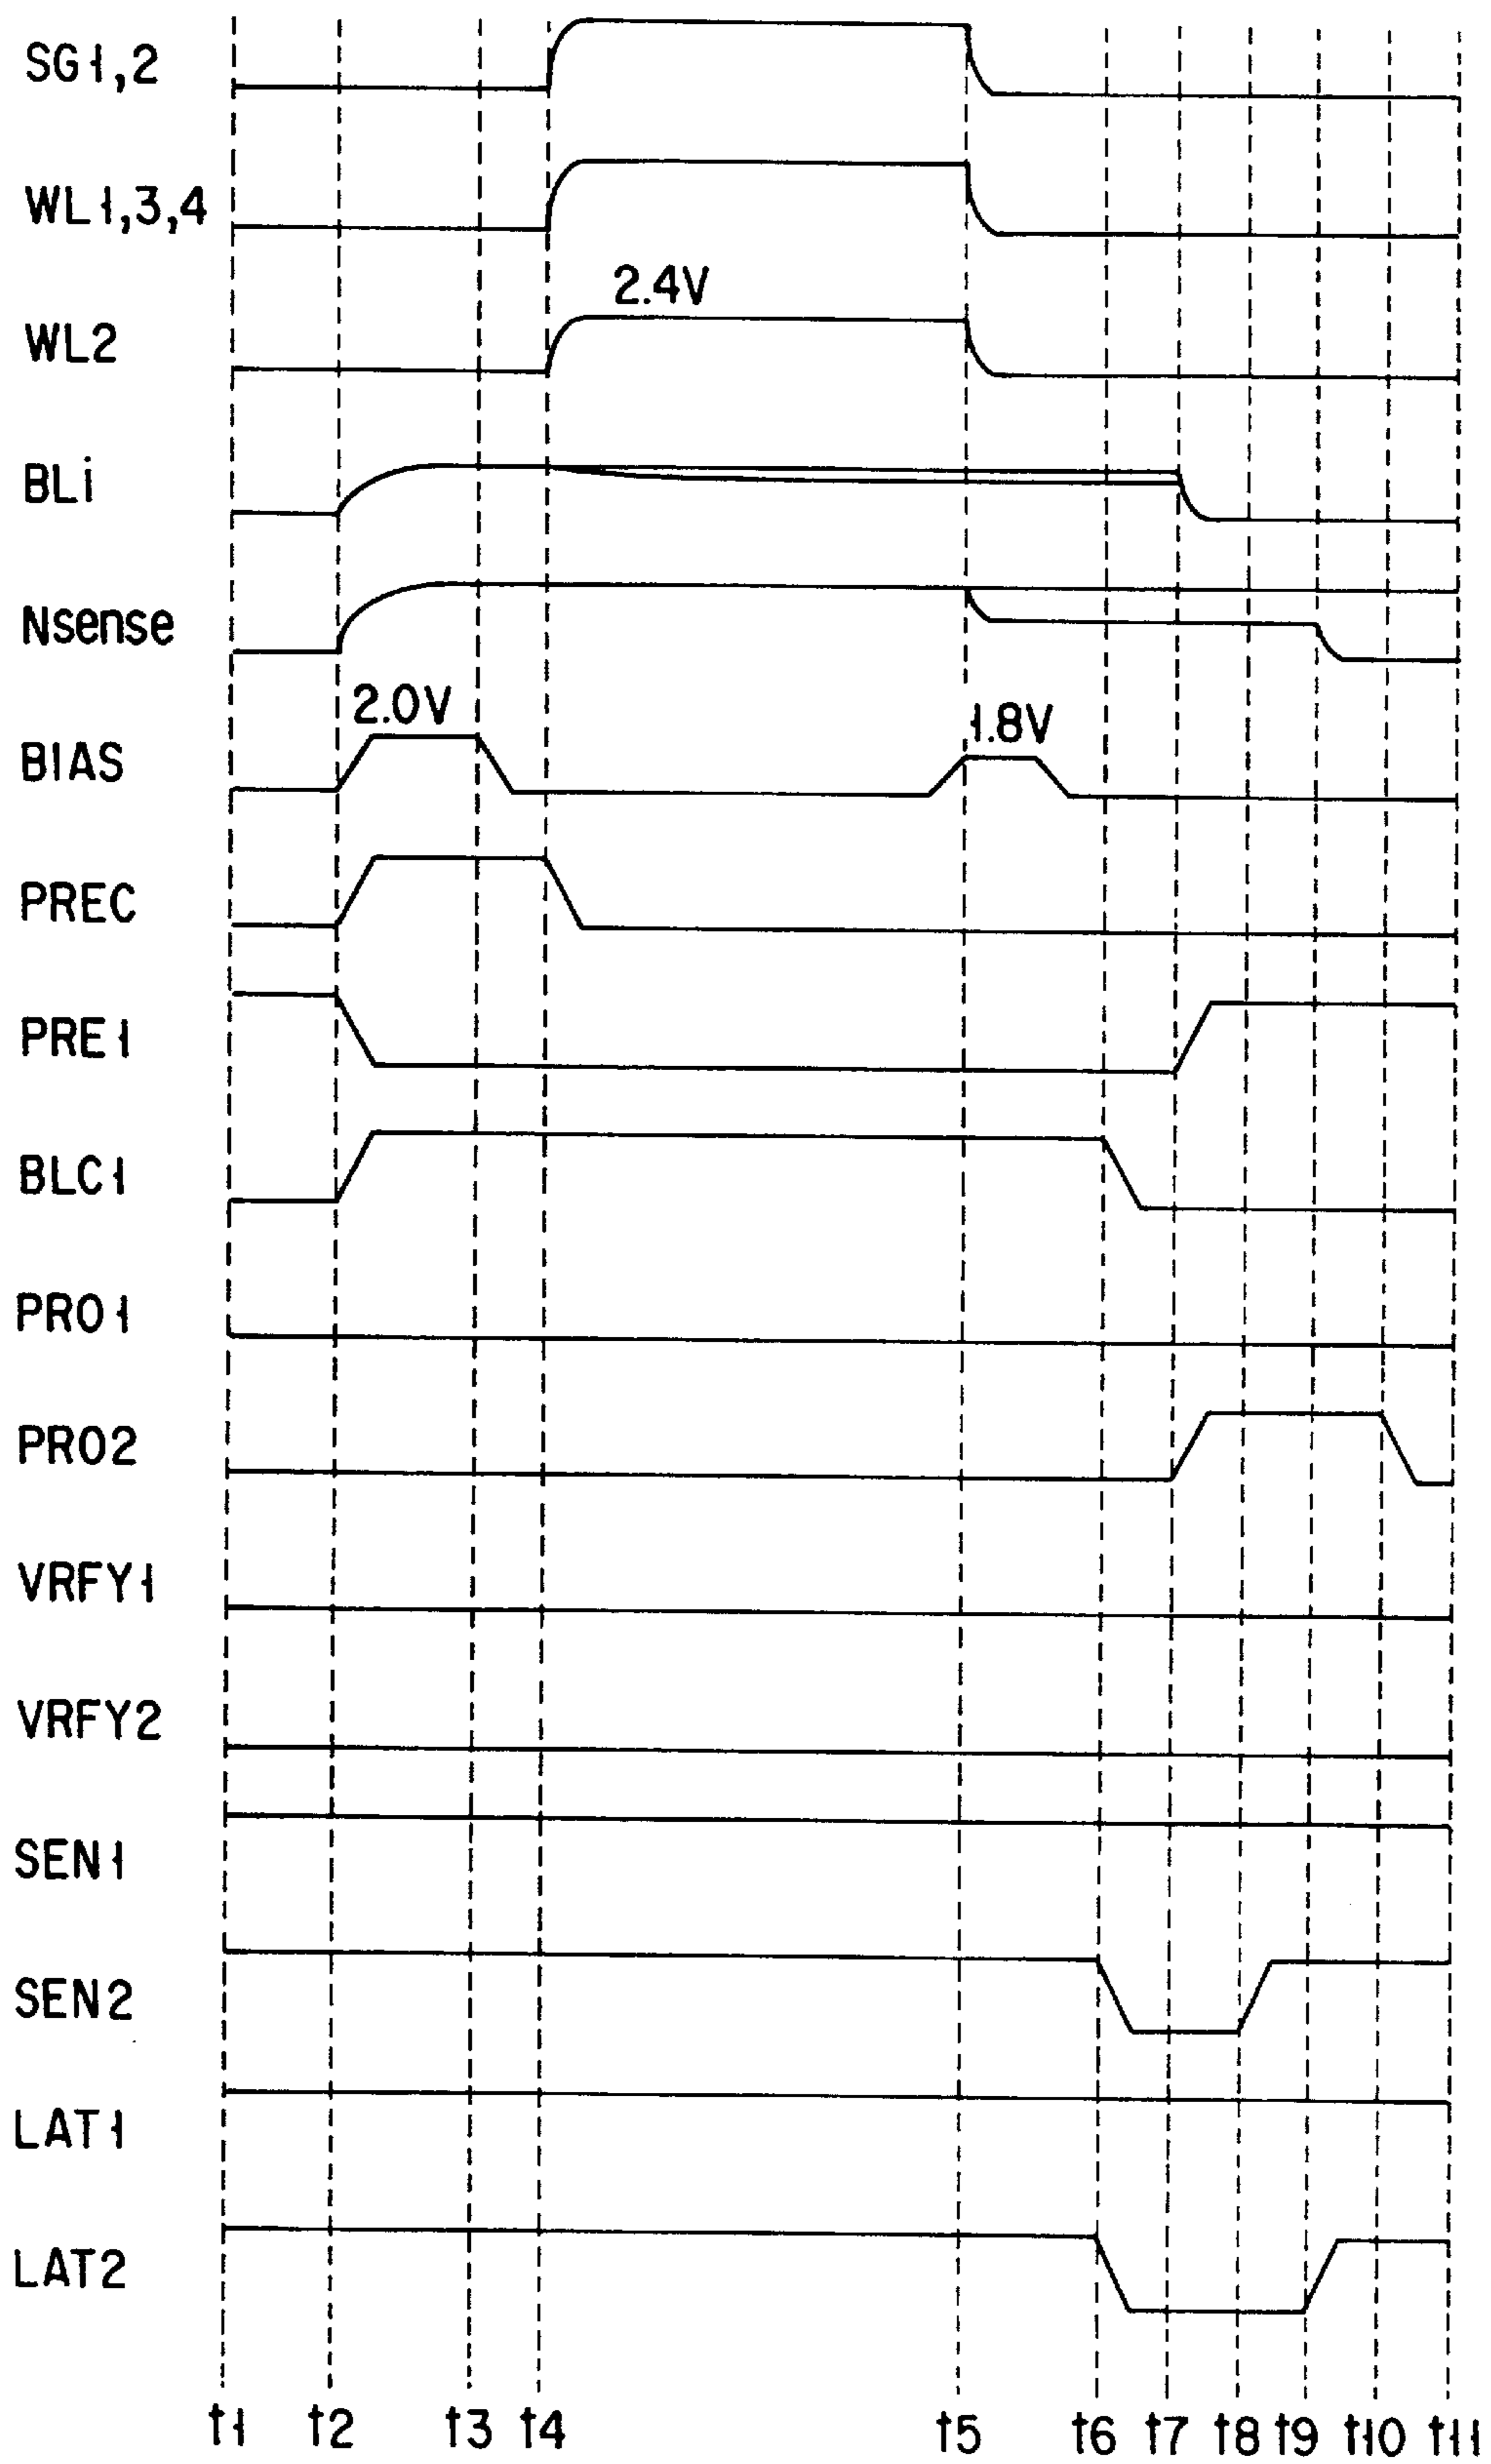 SG1,2
WL1,3,4
2.4V
WL2
BLi
Nsense
2.0V
1.8V
BIAS
PREC
PRE1
BLC1
PRO1
PRO2
VRFY1
VRFY2
SEN1
SEN2
LAT1
LAT2
t1 t2 t3 t4 t5 t6 t7 t8 t9 t10 t11